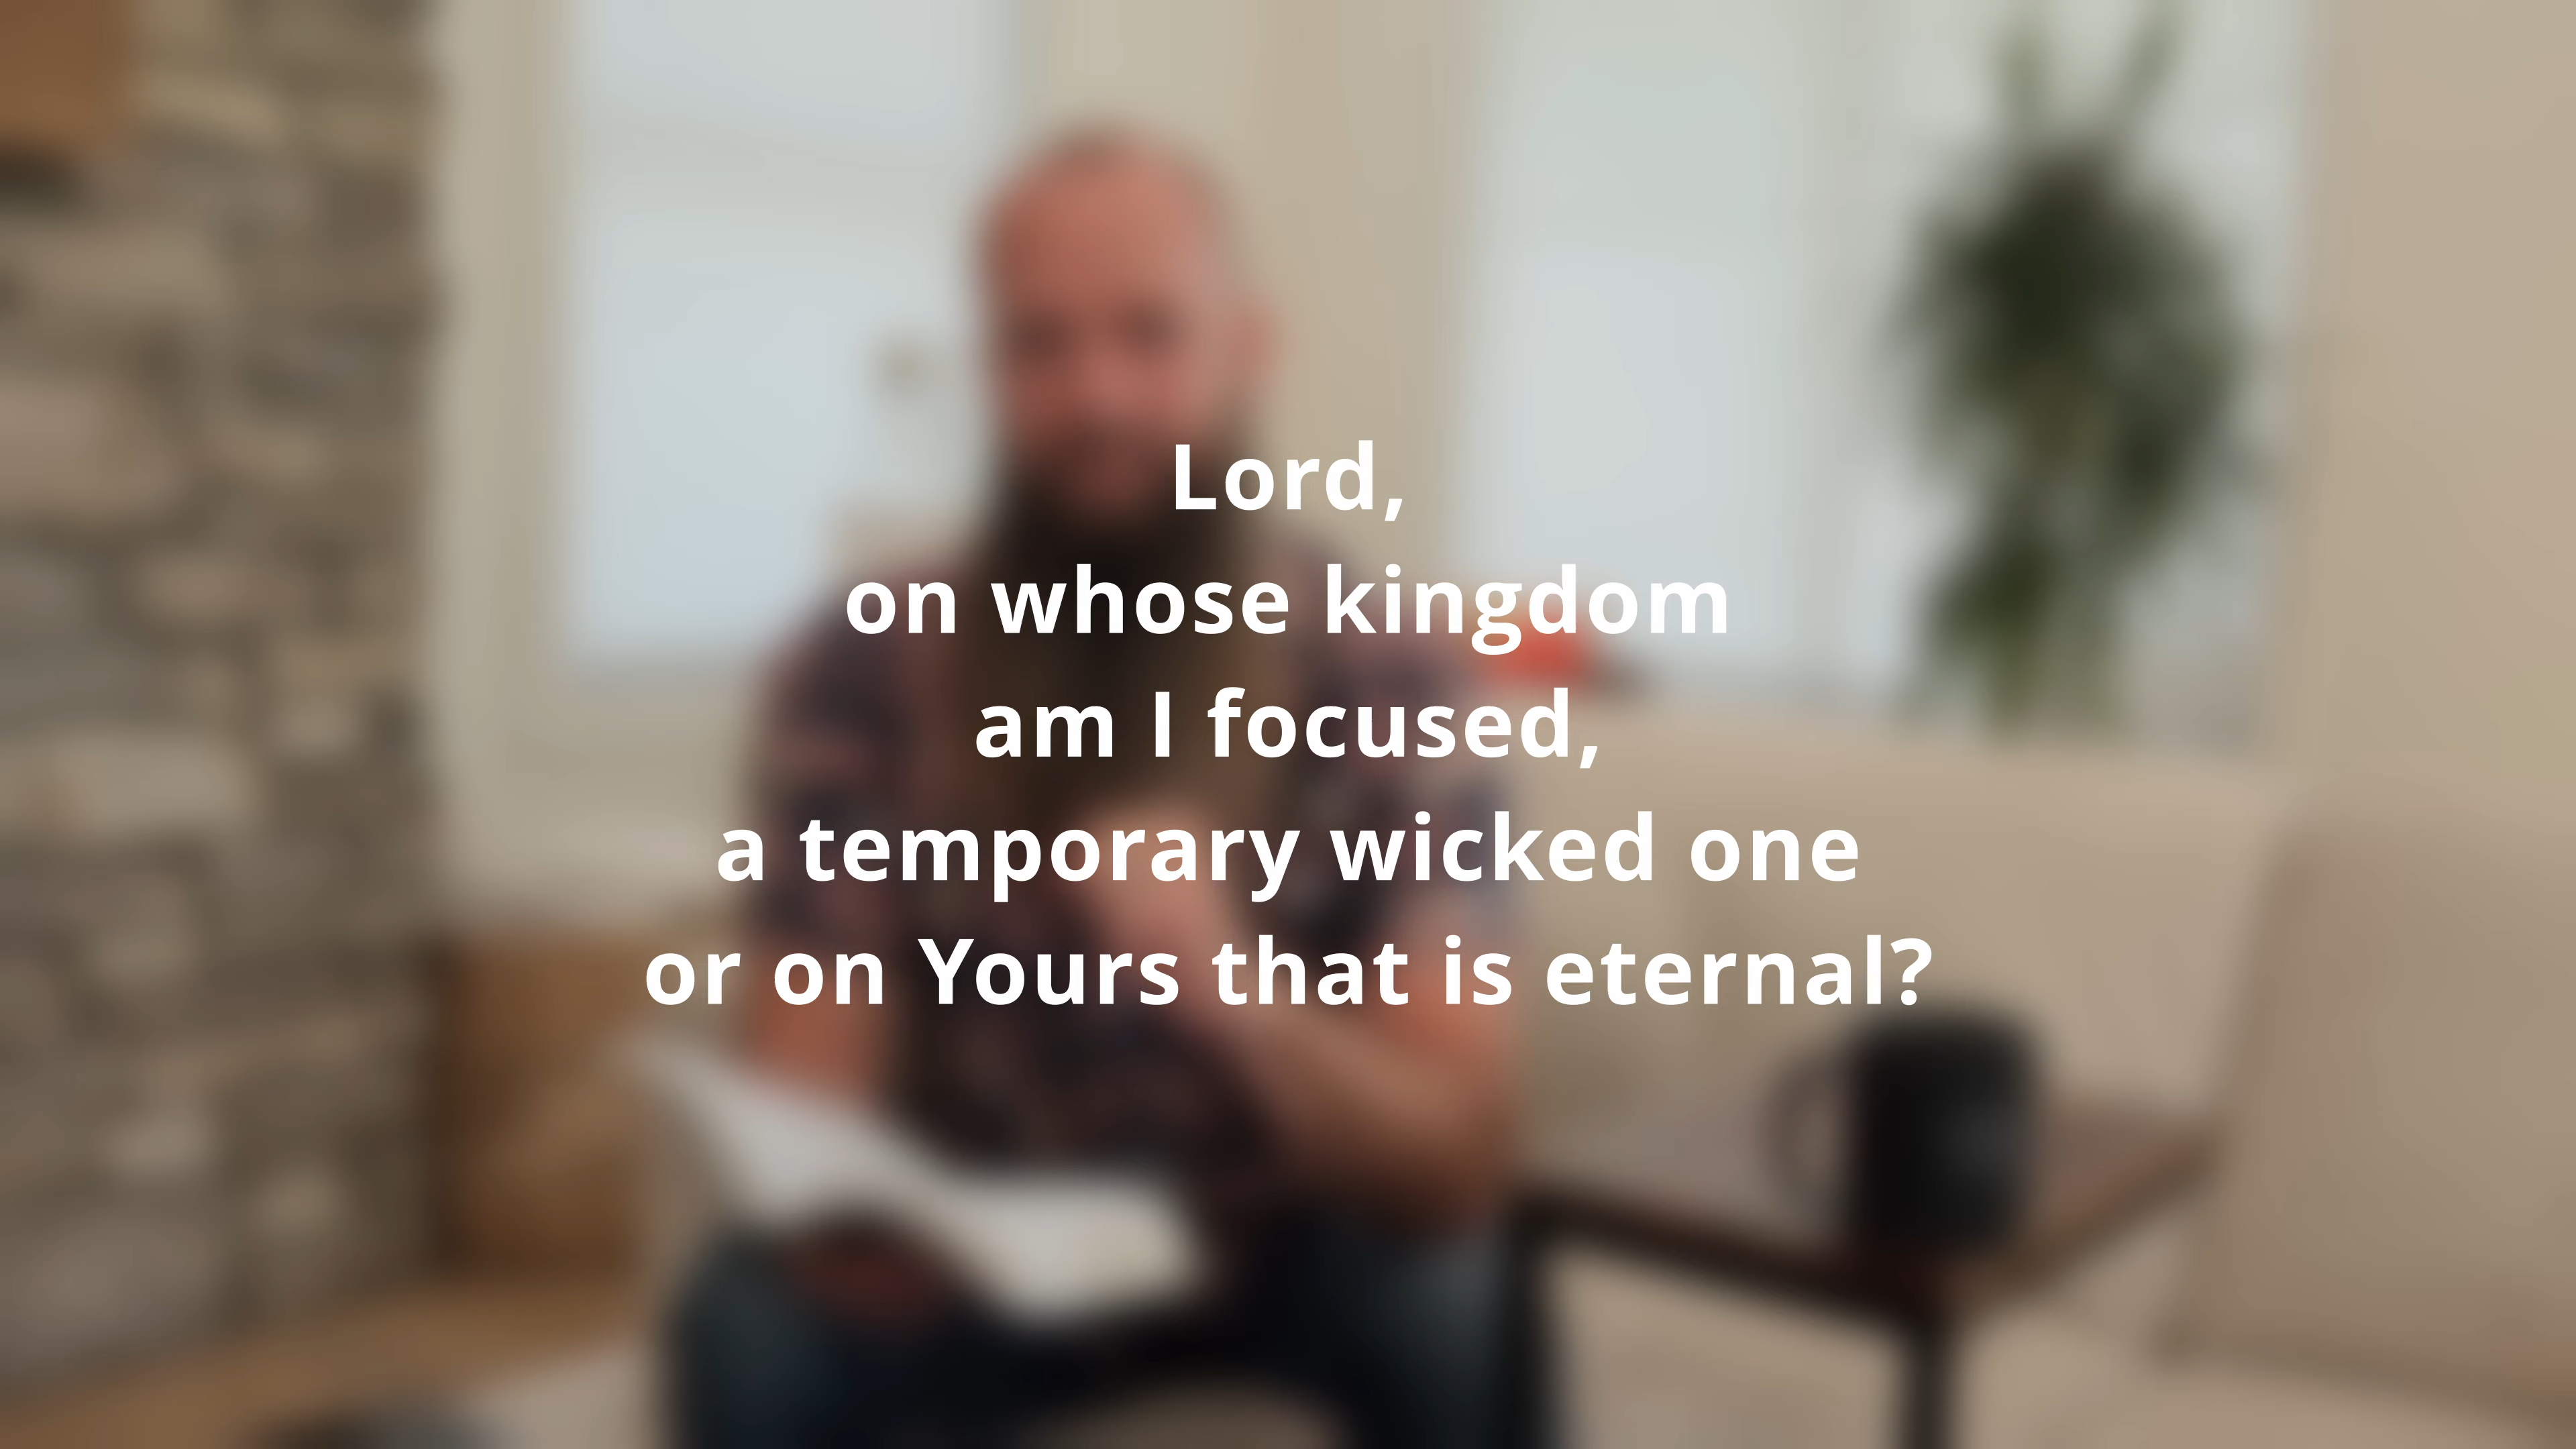 Lord,
on whose kingdom
am I focused,
a temporary wicked one
or on Yours that is eternal?